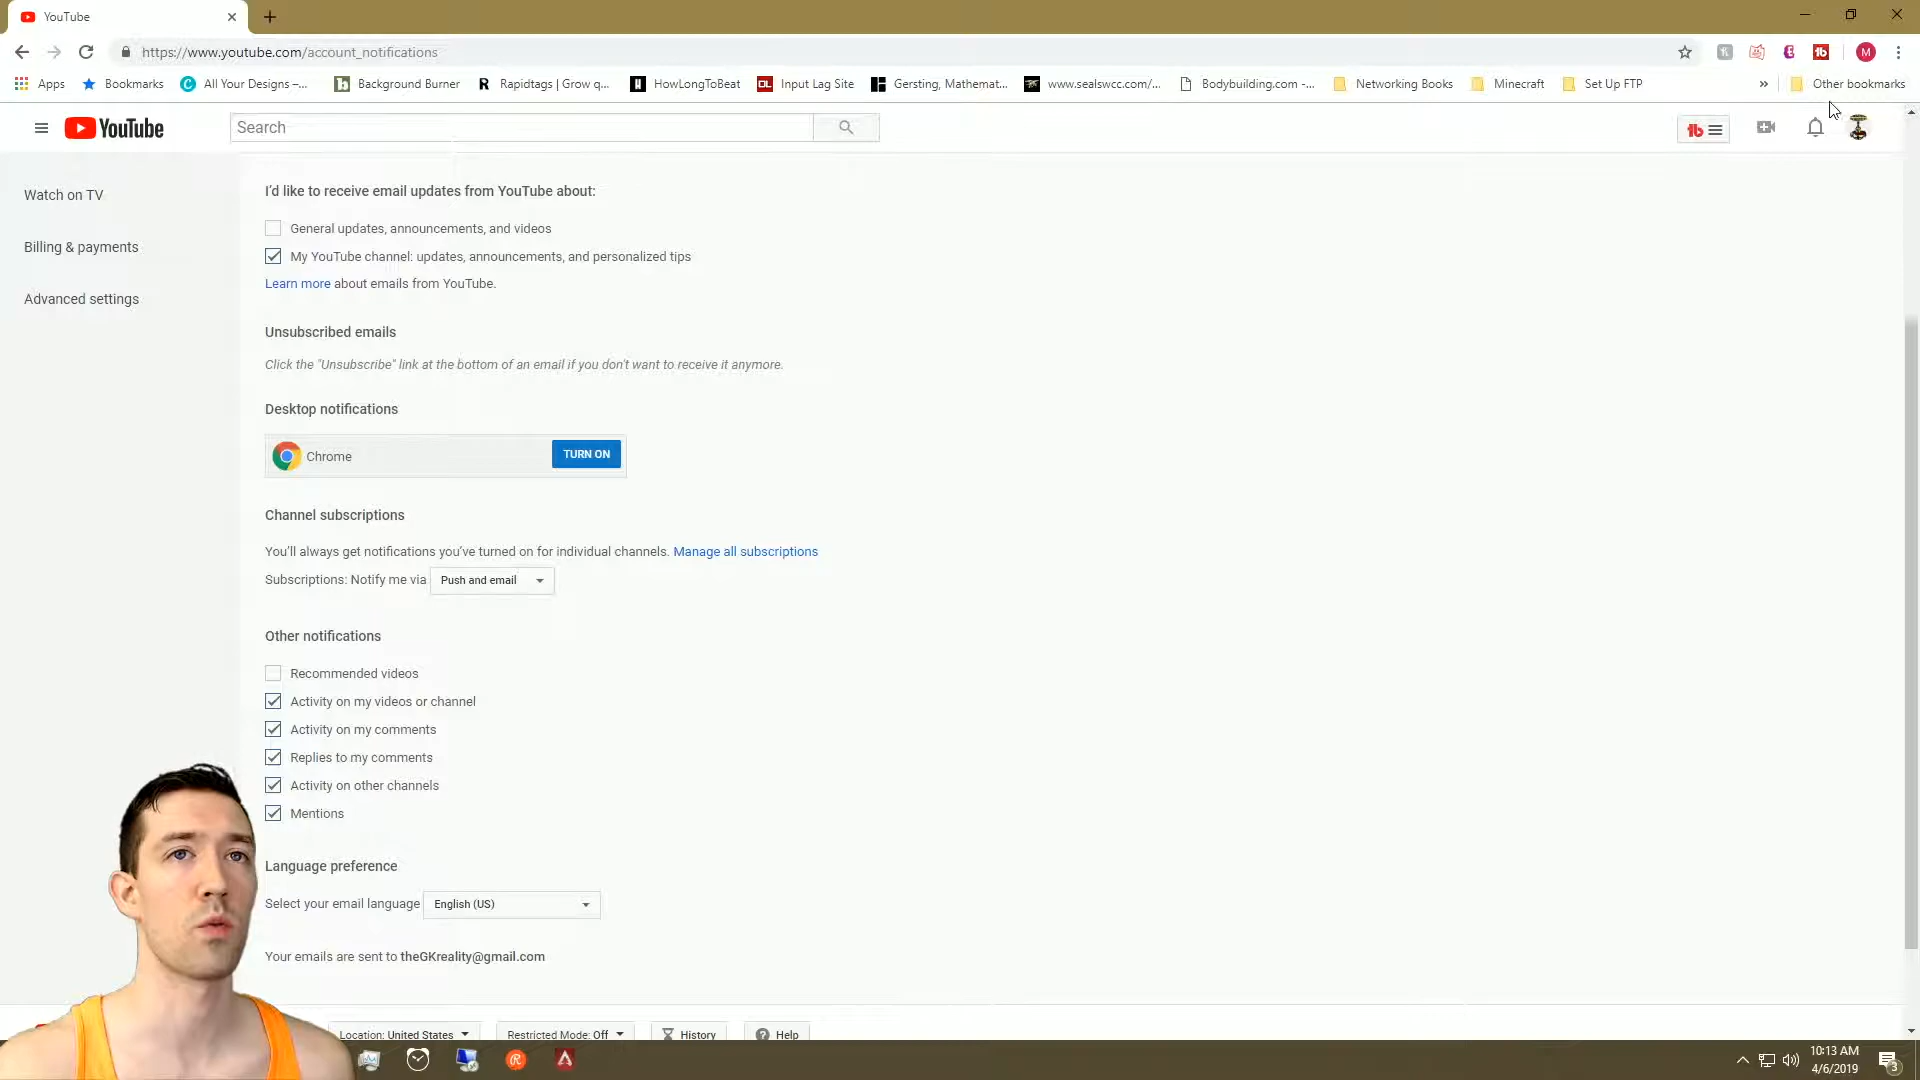 YouTube
https://www.youtube.com/account_notifications
M
Apps
Bookmarks
All Your Designs –...
Background Burner
Rapidtags | Grow q...
HowLongToBeat
Input Lag Site
Gersting, Mathemat...
www.sealswcc.com/...
Bodybuilding.com -...
Networking Books
Minecraft
Set Up FTP
»
Other bookmarks
YouTube
Search
Watch on TV
Billing & payments
Advanced settings
I'd like to receive email updates from YouTube about:
General updates, announcements, and videos
My YouTube channel: updates, announcements, and personalized tips
Learn more about emails from YouTube.
Unsubscribed emails
Click the "Unsubscribe" link at the bottom of an email if you don't want to receive it anymore.
Desktop notifications
Chrome
TURN ON
Channel subscriptions
You'll always get notifications you've turned on for individual channels. Manage all subscriptions
Subscriptions: Notify me via Push and email
Other notifications
Recommended videos
Activity on my videos or channel
Activity on my comments
Replies to my comments
Activity on other channels
Mentions
Language preference
Select your email language English (US)
Your emails are sent to theGKreality@gmail.com
Location: United States
Restricted Mode: Off
History
Help
10:13 AM
4/6/2019
3